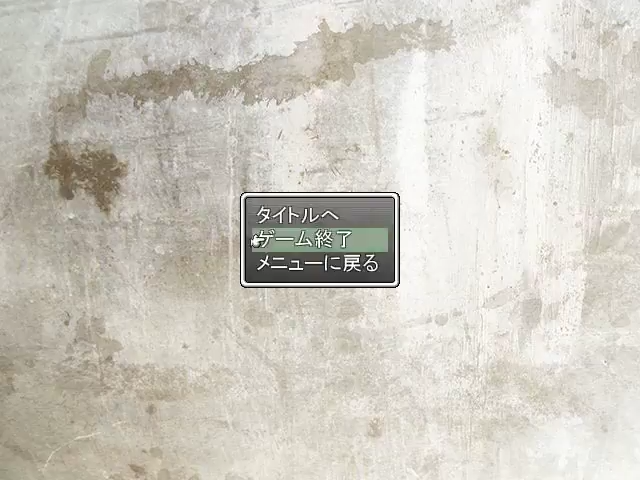 タイトルへ
ゲーム終了
メニューに戻る